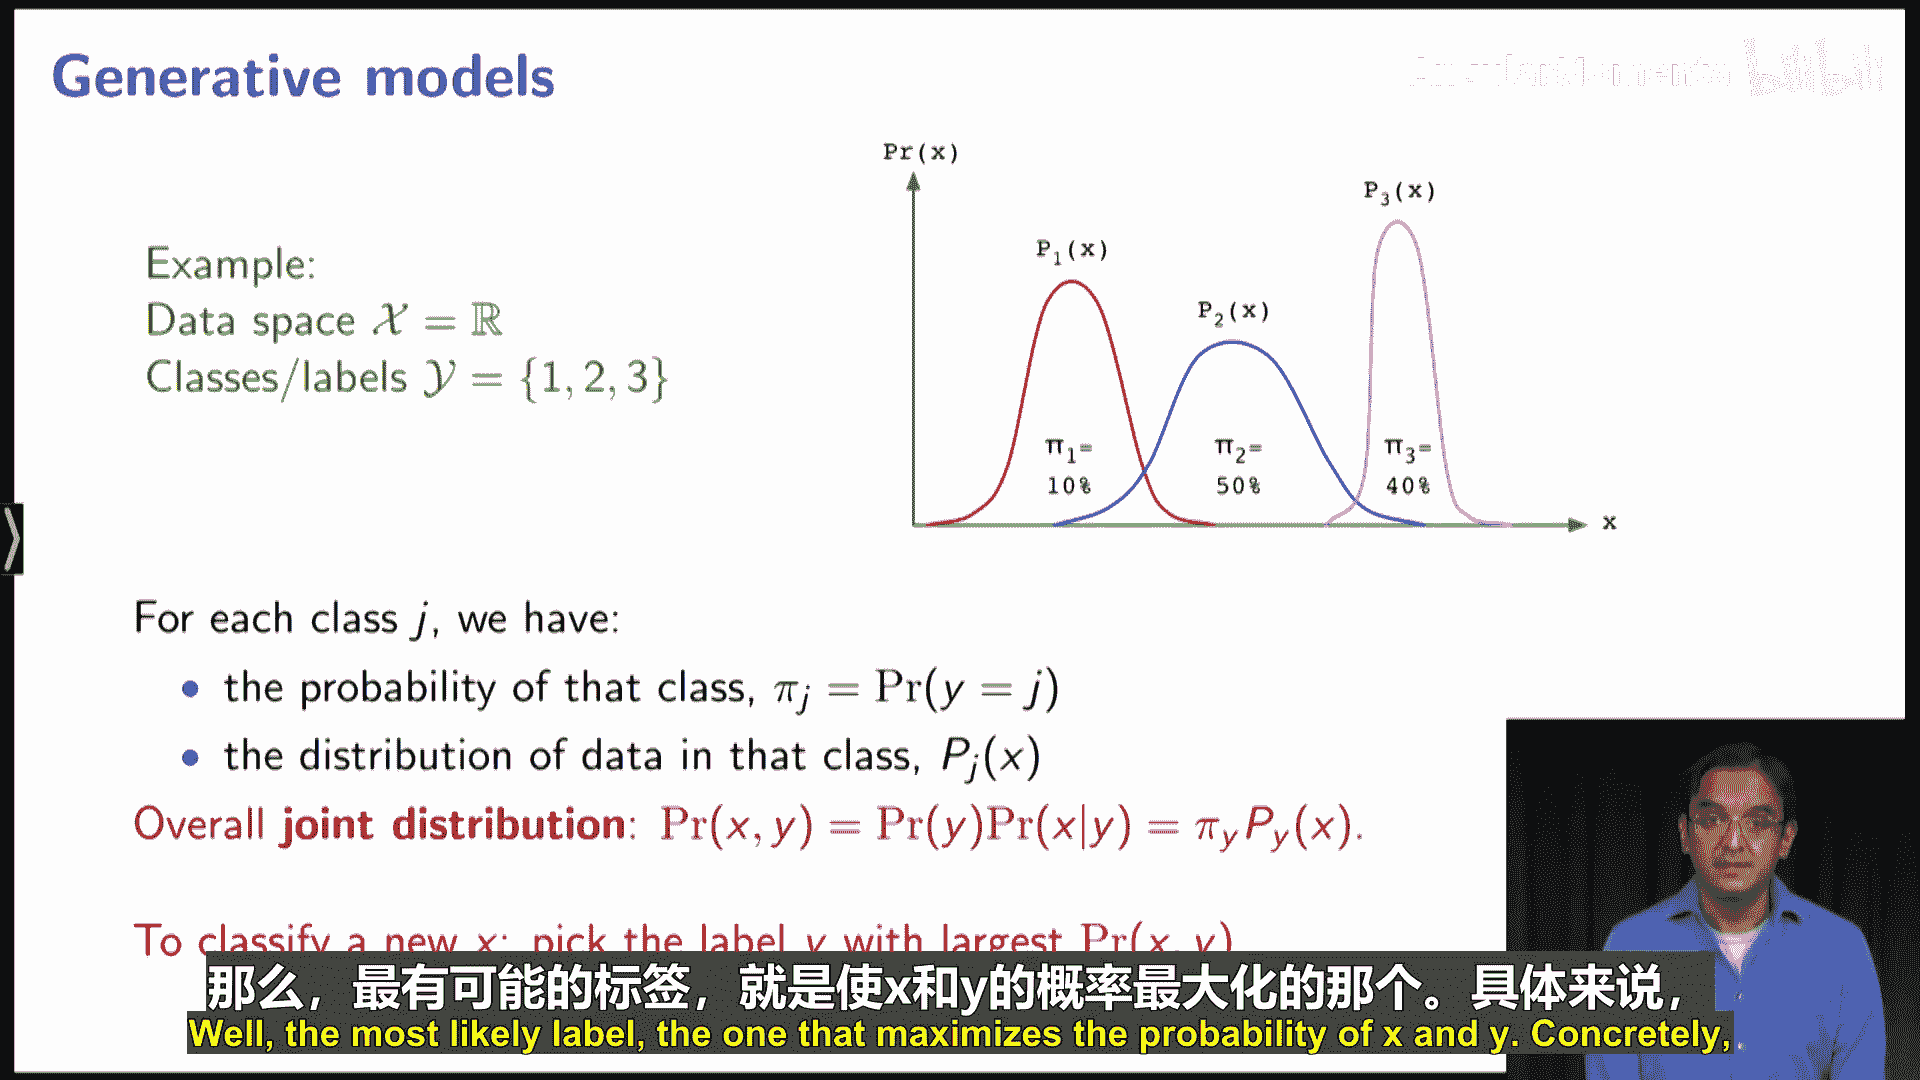 Generative models
Pr(x)
P₃(x)
P₁(x)
P₂(x)
Example:
Data space 𝒳 = ℝ
Classes/labels 𝒴 = {1, 2, 3}
π₁= π₂= π₃=
10% 50% 40%
x
For each class j, we have:
• the probability of that class, πⱼ = Pr(y = j)
• the distribution of data in that class, Pⱼ(x)
Overall joint distribution: Pr(x, y) = Pr(y)Pr(x|y) = π_y P_y(x).
To classify a new x: pick the label y with largest Pr(x, y)
那么，最有可能的标签，就是使x和y的概率最大化的那个。具体来说，
Well, the most likely label, the one that maximizes the probability of x and y. Concretely,